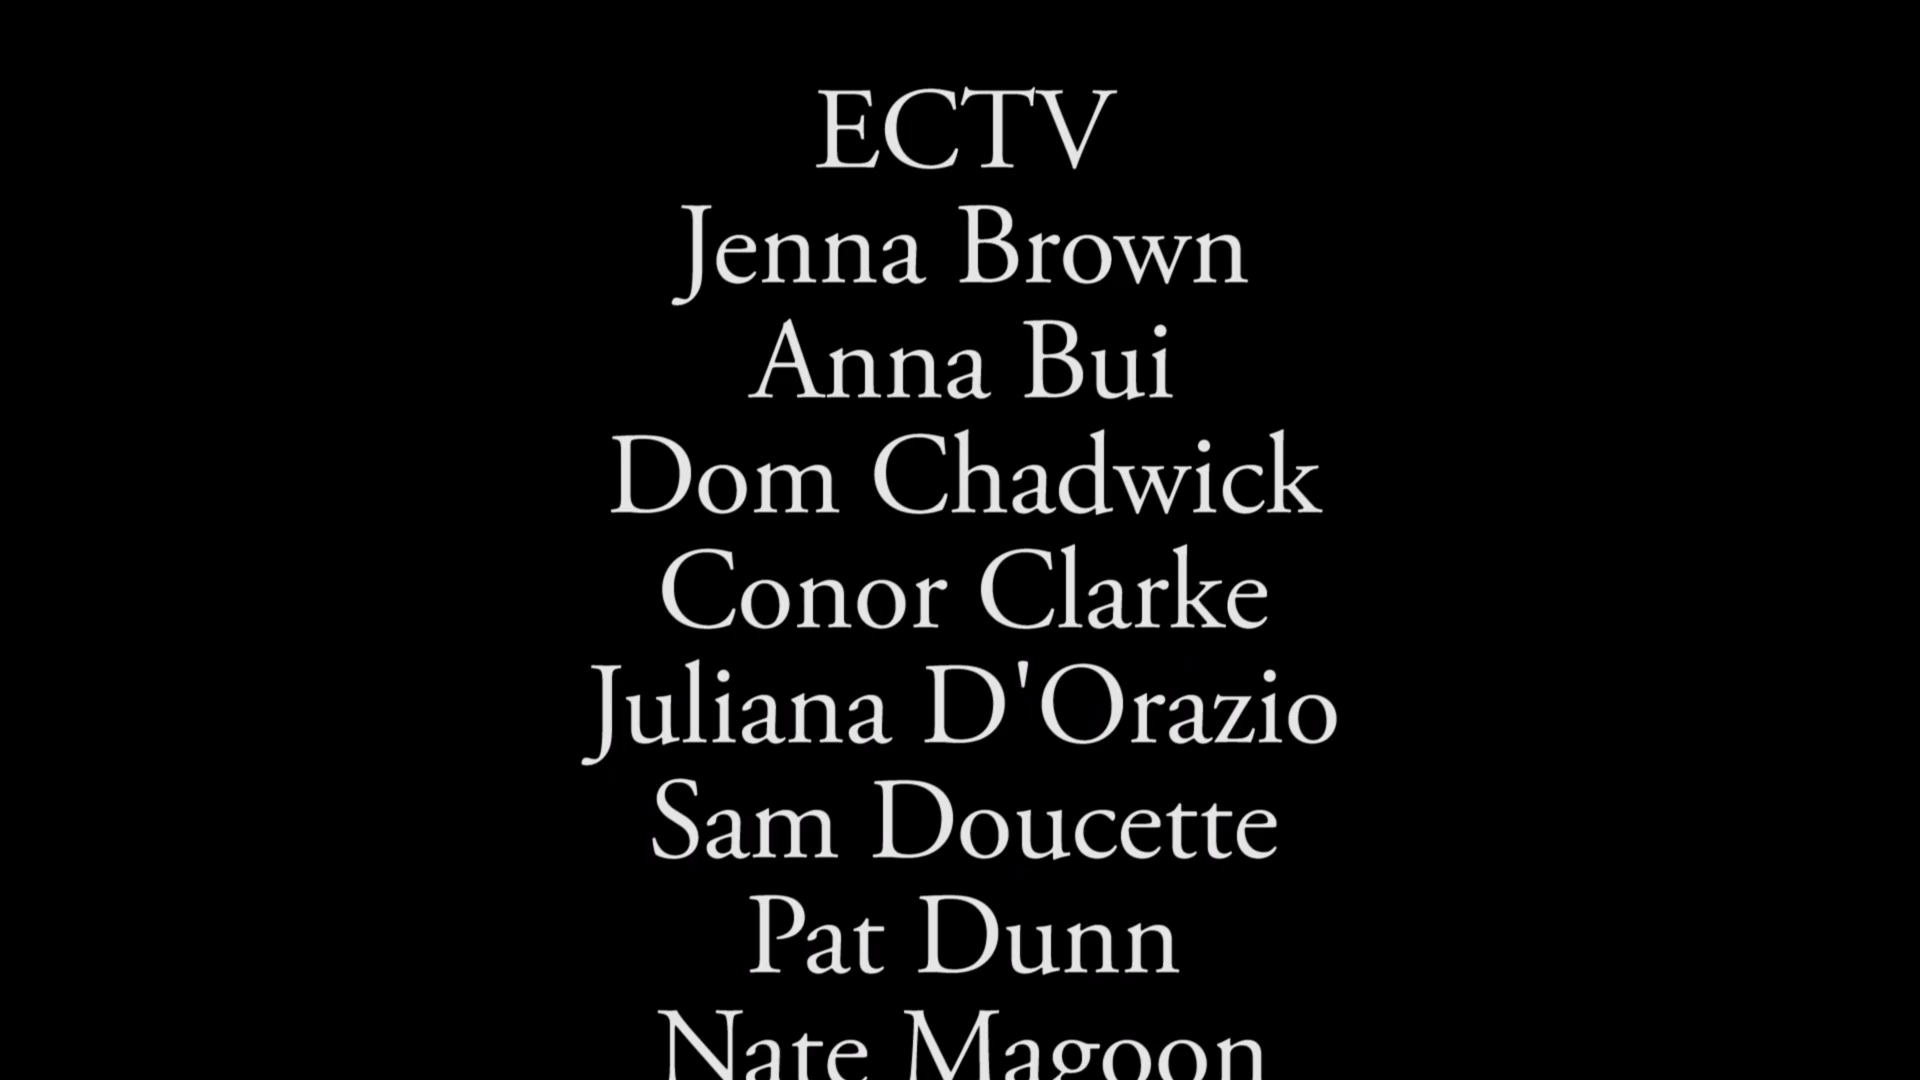 ECTV
Jenna Brown
Anna Bui
Dom Chadwick
Conor Clarke
Juliana D'Orazio
Sam Doucette
Pat Dunn
Nate Magoon